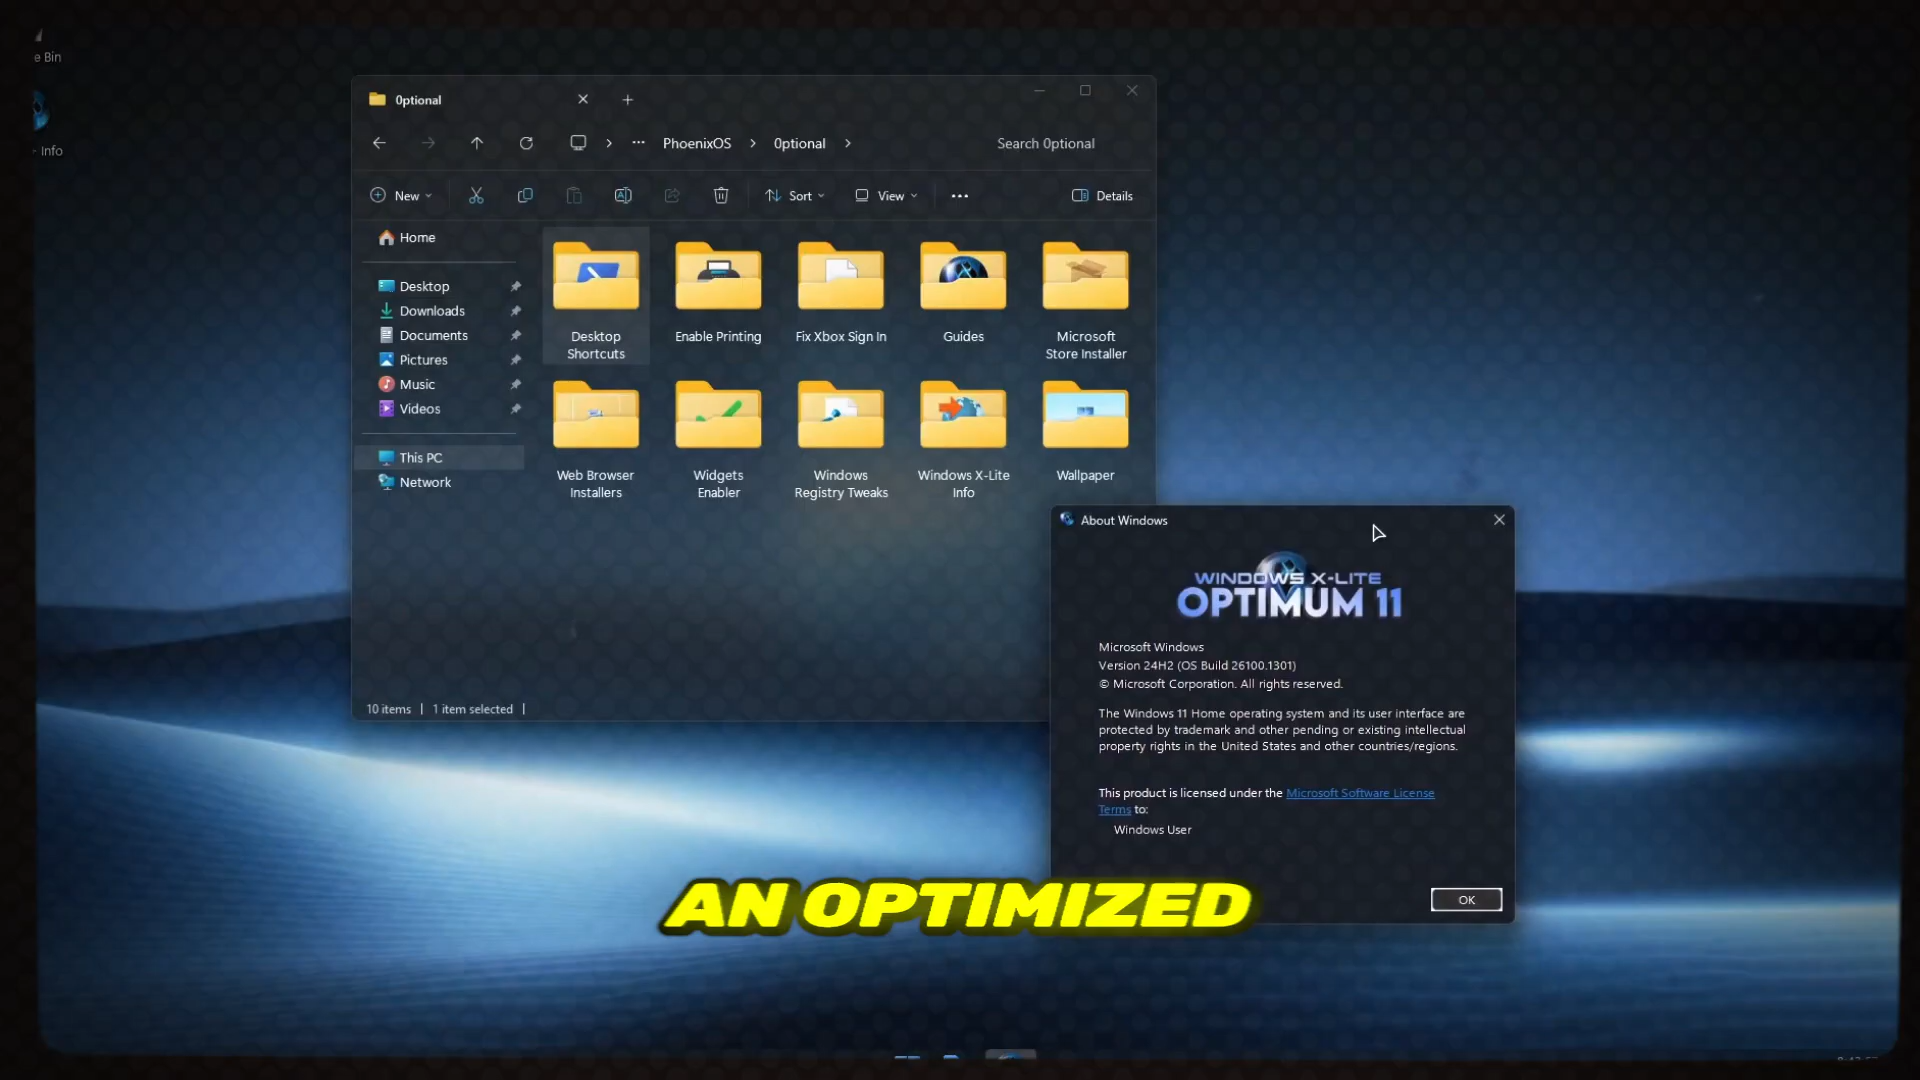 e Bin
- Info
0ptional
PhoenixOS
0ptional
Search 0ptional
New
Sort
View
Details
Home
Desktop
Downloads
Documents
Pictures
Music
Videos
This PC
Network
Desktop
Shortcuts
Enable Printing
Fix Xbox Sign In
Guides
Microsoft
Store Installer
Web Browser
Installers
Widgets
Enabler
Windows
Registry Tweaks
Windows X-Lite
Info
Wallpaper
10 items
1 item selected
About Windows
WINDOWS X-LITE
OPTIMUM 11
Microsoft Windows
Version 24H2 (OS Build 26100.1301)
© Microsoft Corporation. All rights reserved.
The Windows 11 Home operating system and its user interface are
protected by trademark and other pending or existing intellectual
property rights in the United States and other countries/regions.
This product is licensed under the Microsoft Software License
Terms to:
Windows User
OK
AN OPTIMIZED